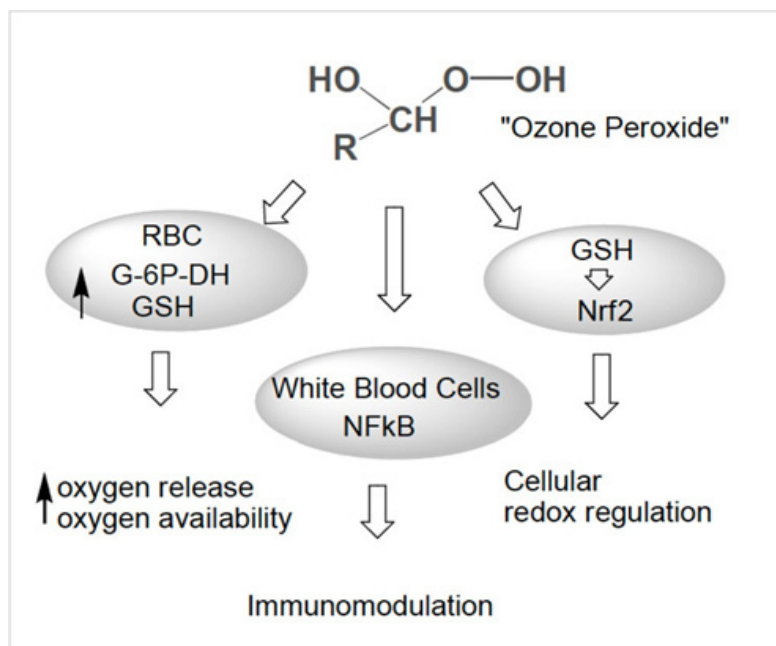 HO
O—OH
CH
R
"Ozone Peroxide"
RBC
G-6P-DH
GSH
GSH
Nrf2
White Blood Cells
NFkB
oxygen release
oxygen availability
Cellular
redox regulation
Immunomodulation